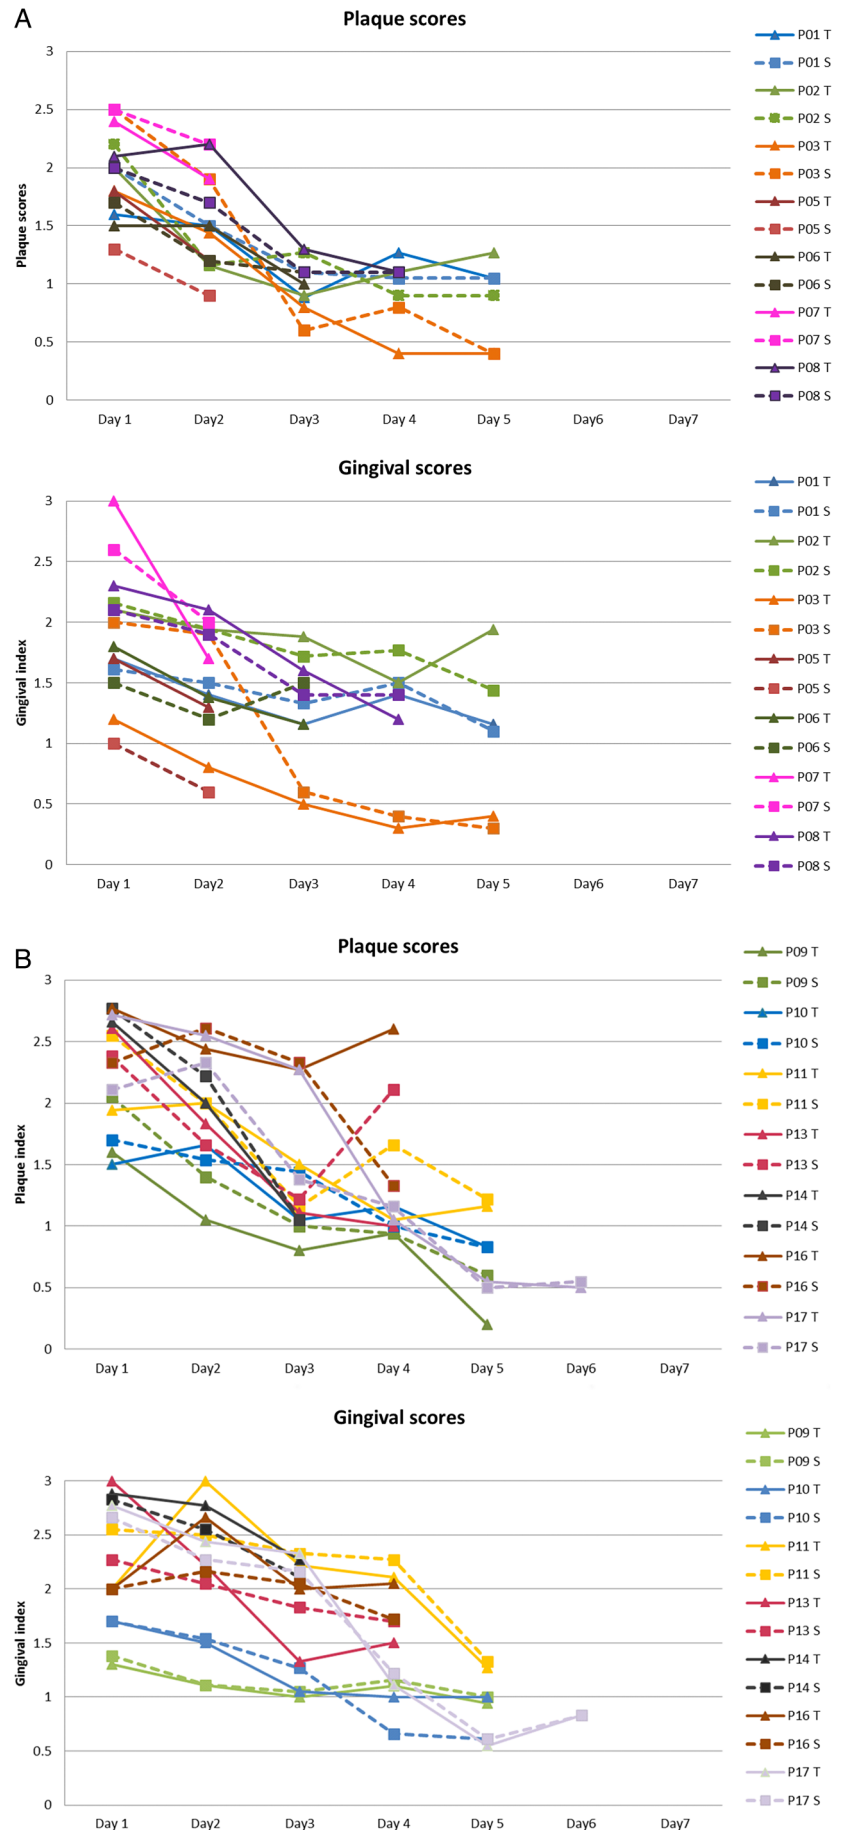 A
Plaque scores
Plaque scores
3
2.5
2
1.5
1
0.5
0
Day 1 Day2 Day3 Day 4 Day 5 Day6 Day7
P01 T
P01 S
P02 T
P02 S
P03 T
P03 S
P05 T
P05 S
P06 T
P06 S
P07 T
P07 S
P08 T
P08 S
Gingival scores
Gingival index
3
2.5
2
1.5
1
0.5
0
Day 1 Day2 Day3 Day 4 Day 5 Day6 Day7
P01 T
P01 S
P02 T
P02 S
P03 T
P03 S
P05 T
P05 S
P06 T
P06 S
P07 T
P07 S
P08 T
P08 S
B
Plaque scores
Plaque index
3
2.5
2
1.5
1
0.5
0
Day 1 Day2 Day3 Day 4 Day 5 Day6 Day7
P09 T
P09 S
P10 T
P10 S
P11 T
P11 S
P13 T
P13 S
P14 T
P14 S
P16 T
P16 S
P17 T
P17 S
Gingival scores
Gingival index
3
2.5
2
1.5
1
0.5
0
Day 1 Day2 Day3 Day 4 Day 5 Day6 Day7
P09 T
P09 S
P10 T
P10 S
P11 T
P11 S
P13 T
P13 S
P14 T
P14 S
P16 T
P16 S
P17 T
P17 S